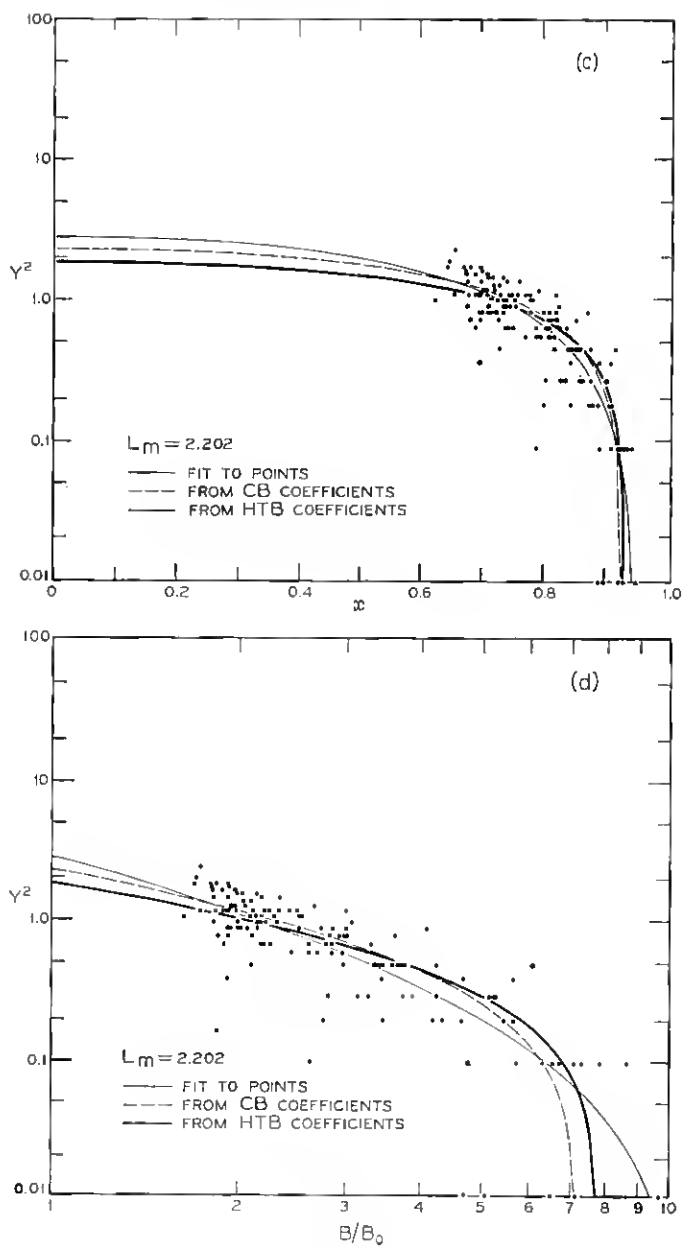 (c)
100
10
1.0
0.1
0.01
Y²
L_m = 2.202
FIT TO POINTS
FROM CB COEFFICIENTS
FROM HTB COEFFICIENTS
0 0.2 0.4 0.6 0.8 1.0
x
(d)
100
10
1.0
0.1
0.01
Y²
L_m = 2.202
FIT TO POINTS
FROM CB COEFFICIENTS
FROM HTB COEFFICIENTS
1 2 3 4 5 6 7 8 9 10
B/B₀